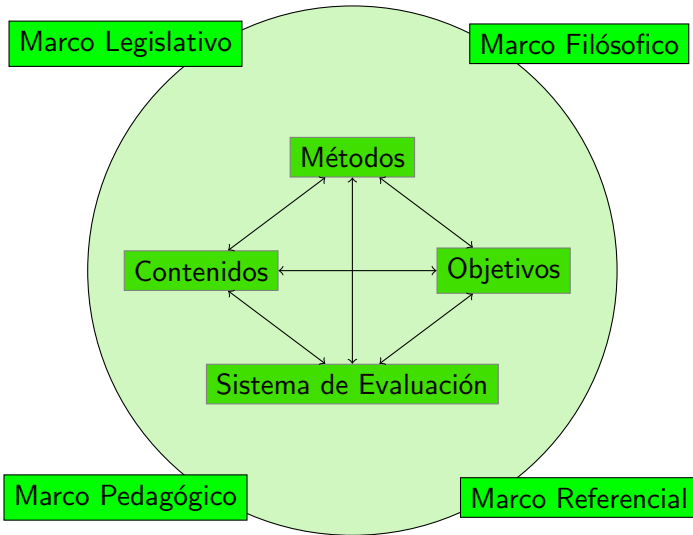 Marco Legislativo
Marco Filósofico
Métodos
Contenidos
Objetivos
Sistema de Evaluación
Marco Pedagógico
Marco Referencial